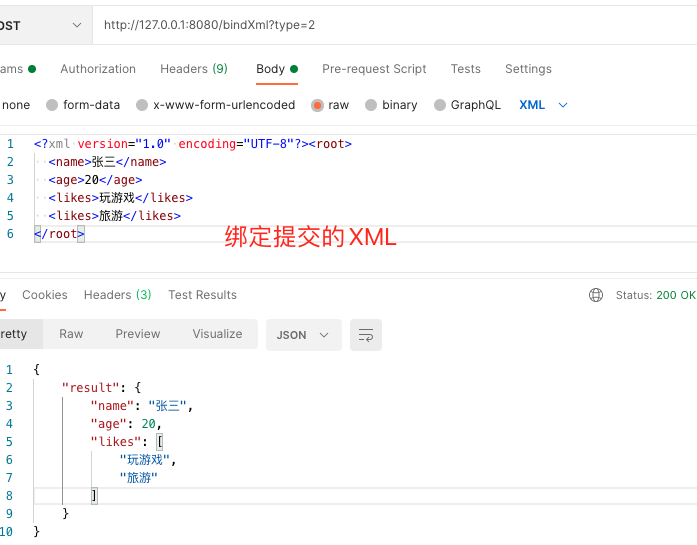 OST http://127.0.0.1:8080/bindXml?type=2
ams Authorization Headers (9) Body Pre-request Script Tests Settings
none form-data x-www-form-urlencoded raw binary GraphQL XML
1 <?xml version="1.0" encoding="UTF-8"?><root>
2 <name>张三</name>
3 <age>20</age>
4 <likes>玩游戏</likes>
5 <likes>旅游</likes>
6 </root>
绑定提交的XML
y Cookies Headers (3) Test Results Status: 200 OK
retty Raw Preview Visualize JSON
1 {
2 "result": {
3 "name": "张三",
4 "age": 20,
5 "likes": [
6 "玩游戏",
7 "旅游"
8 ]
9 }
10 }